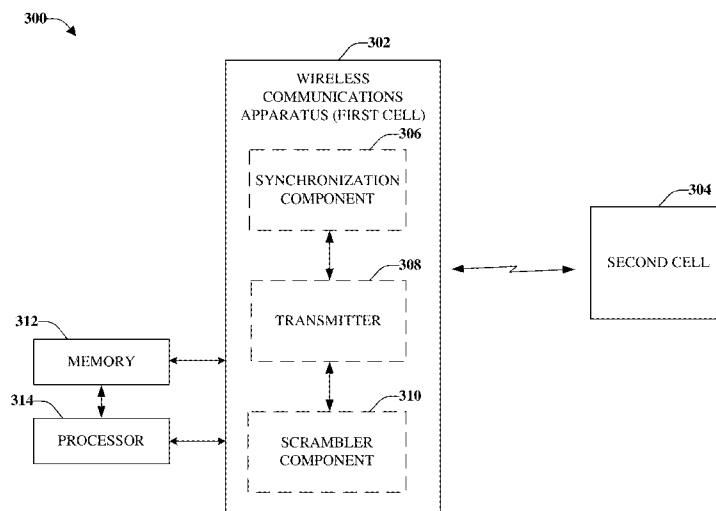 300
302
WIRELESS
COMMUNICATIONS
APPARATUS (FIRST CELL)
306
SYNCHRONIZATION
COMPONENT
304
SECOND CELL
308
TRANSMITTER
312
MEMORY
314
PROCESSOR
310
SCRAMBLER
COMPONENT